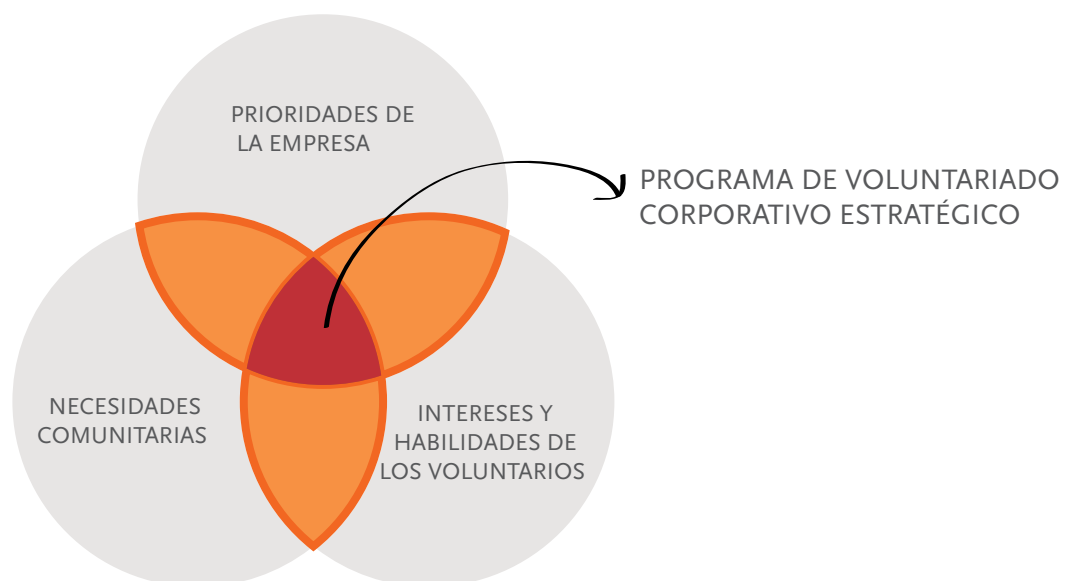 PRIORIDADES DE
LA EMPRESA
PROGRAMA DE VOLUNTARIADO
CORPORATIVO ESTRATÉGICO
NECESIDADES
COMUNITARIAS
INTERESES Y
HABILIDADES DE
LOS VOLUNTARIOS